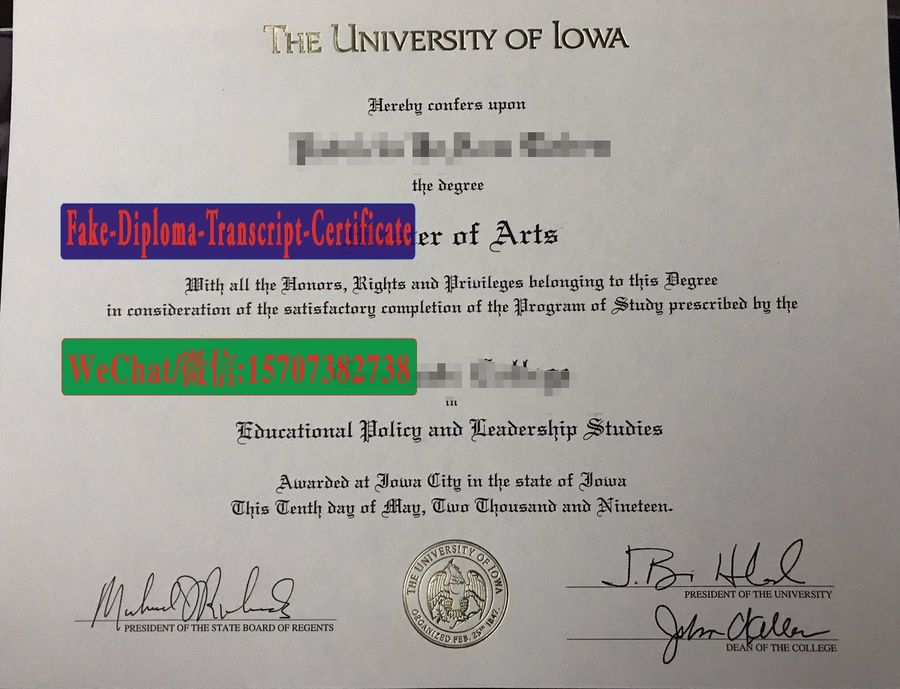 THE UNIVERSITY OF IOWA
Hereby confers upon
the degree
Fake-Diploma-Transcript-Certificate
of Arts
With all the Honors, Rights and Privileges belonging to this Degree
in consideration of the satisfactory completion of the Program of Study prescribed by the
WeChat/微信:15707382738
College
in
Educational Policy and Leadership Studies
Awarded at Iowa City in the state of Iowa
This Tenth day of May, Two Thousand and Nineteen.
THE UNIVERSITY OF IOWA
ORGANIZED FEB. 25TH 1847.
PRESIDENT OF THE STATE BOARD OF REGENTS
PRESIDENT OF THE UNIVERSITY
DEAN OF THE COLLEGE